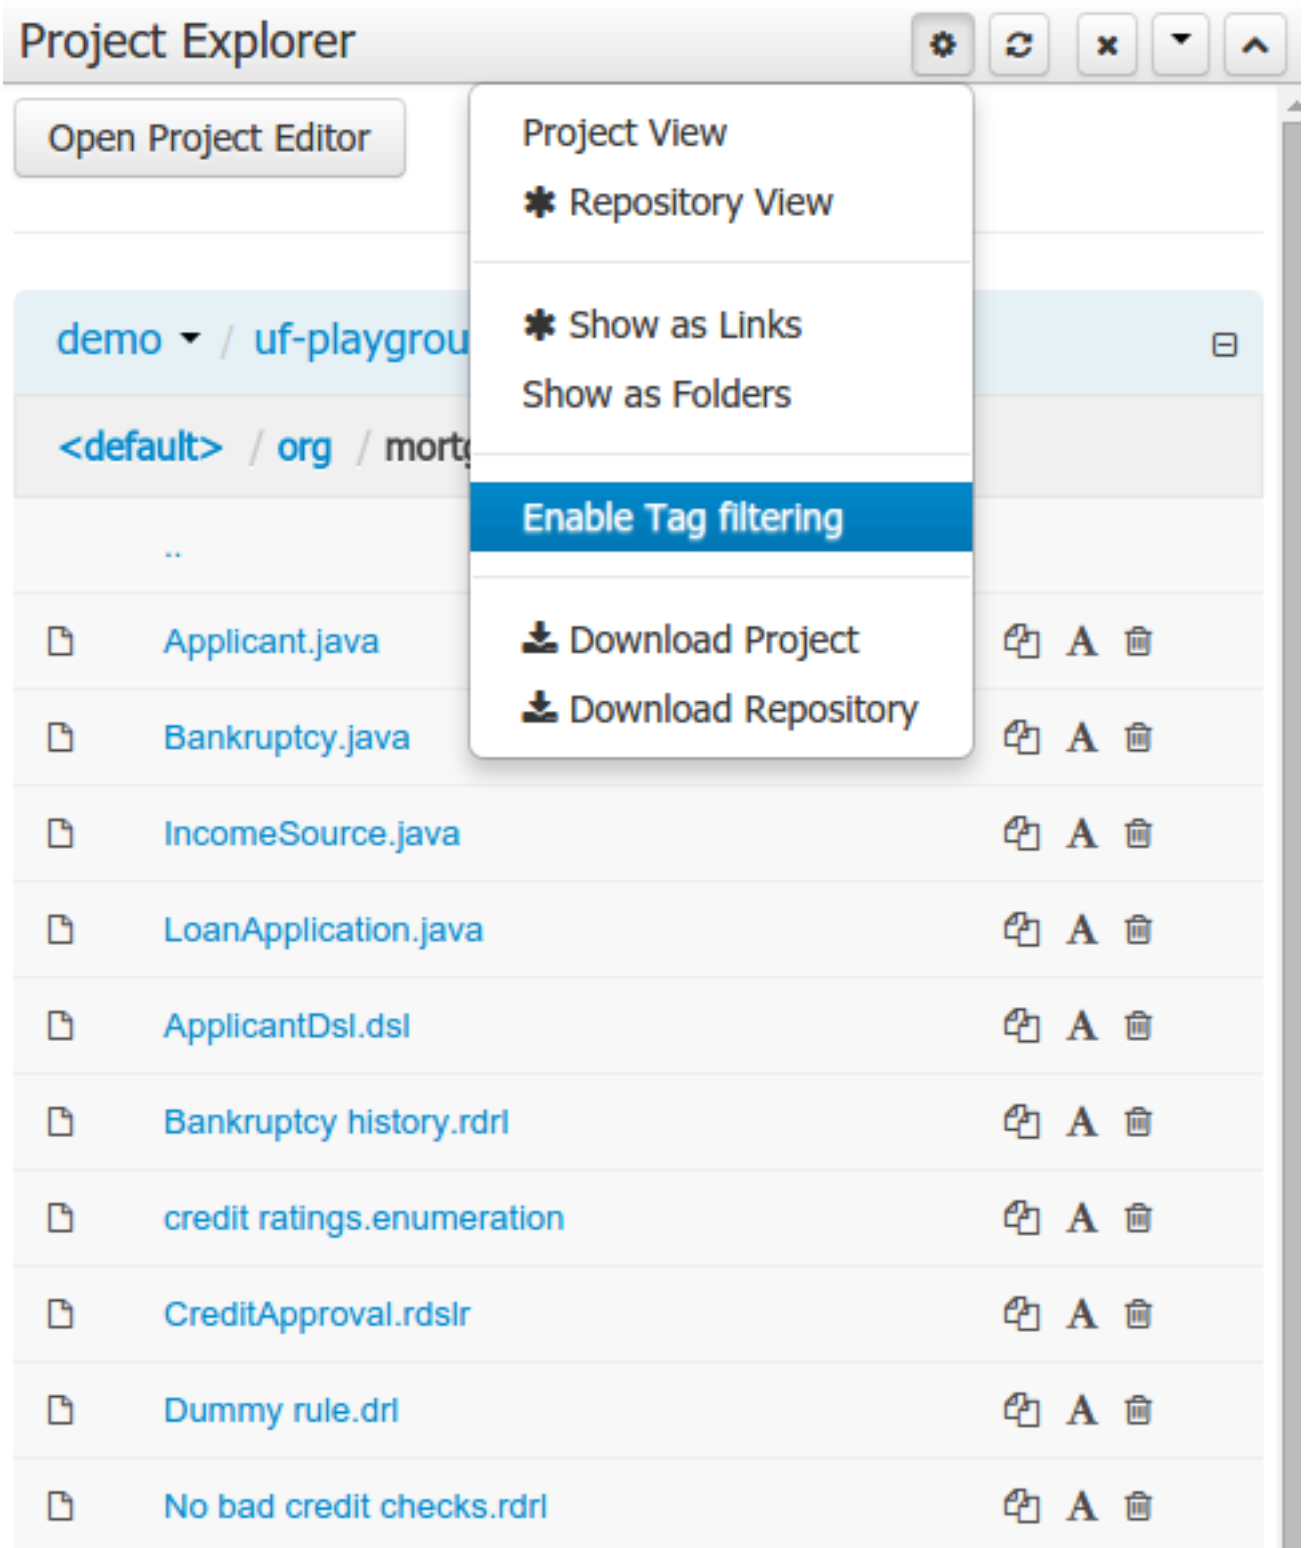 Project Explorer
Open Project Editor
Project View
Repository View
Show as Links
Show as Folders
Enable Tag filtering
Download Project
Download Repository
demo / uf-playgrou
<default> / org / mortg
..
Applicant.java
Bankruptcy.java
IncomeSource.java
LoanApplication.java
ApplicantDsl.dsl
Bankruptcy history.rdrl
credit ratings.enumeration
CreditApproval.rdslr
Dummy rule.drl
No bad credit checks.rdrl